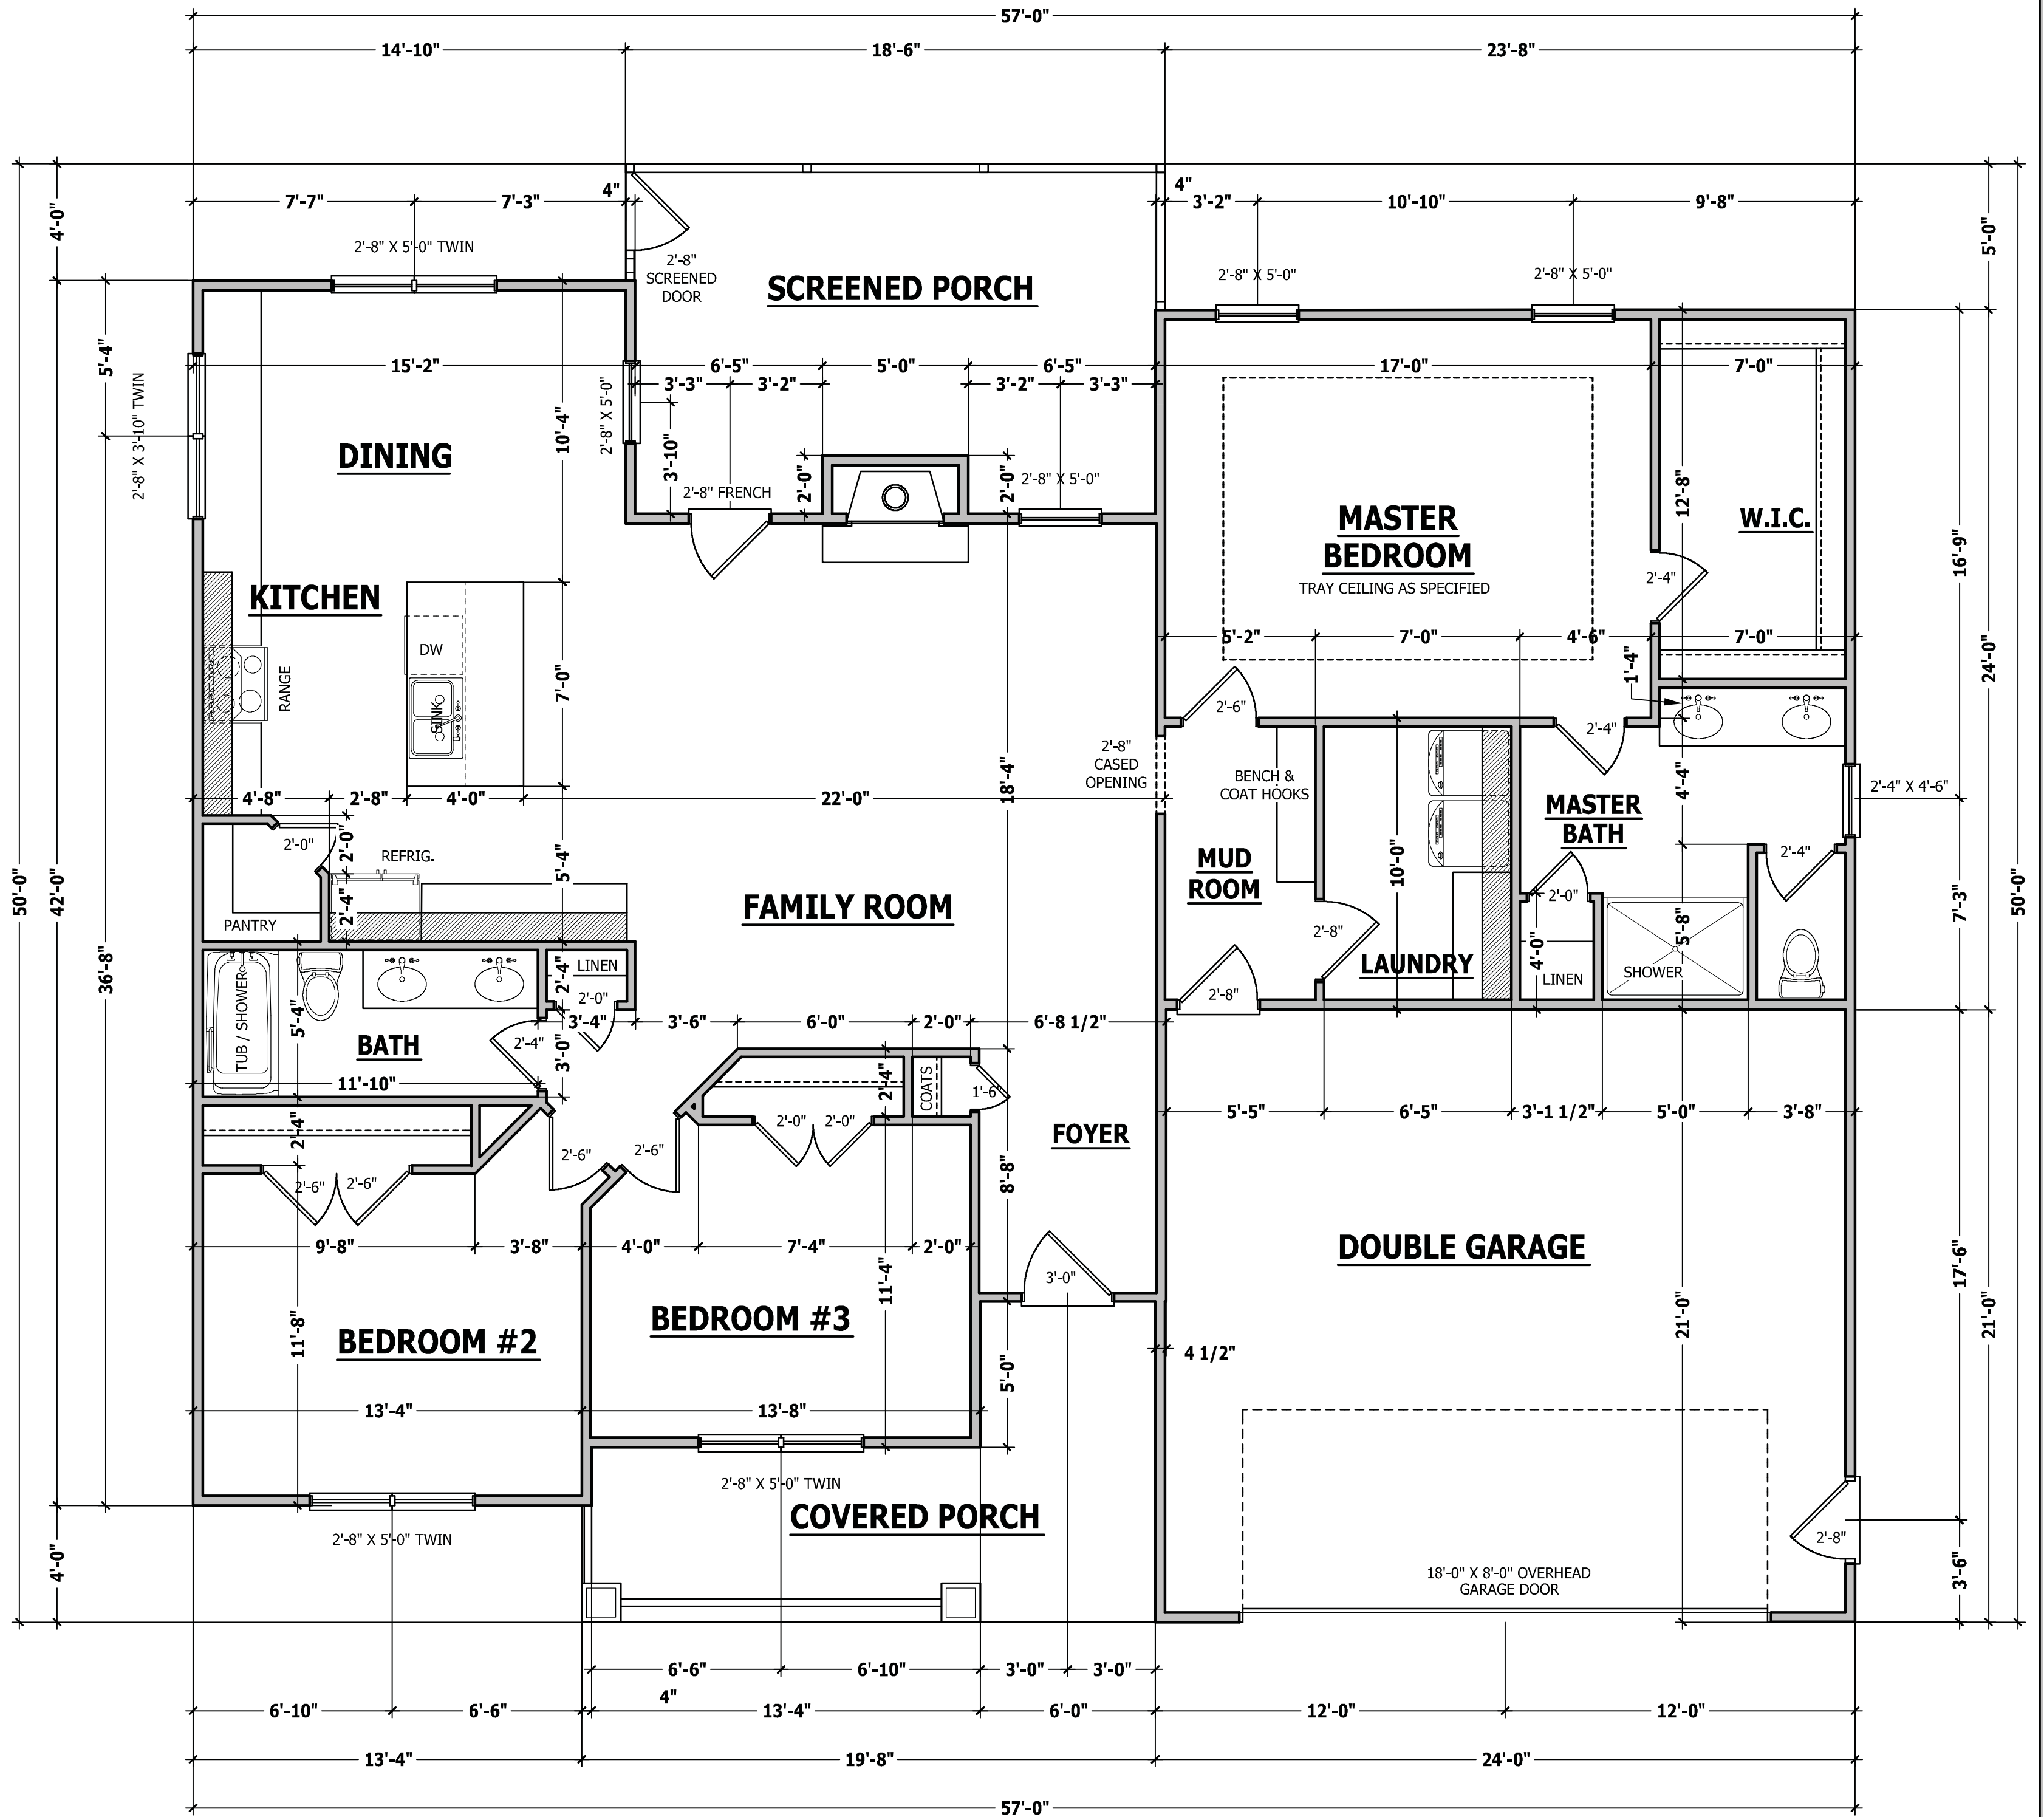 57'-0"
14'-10" 18'-6" 23'-8"
4'-0" 7'-7" 7'-3" 4" 4" 3'-2" 10'-10" 9'-8" 5'-0"
2'-8" X 5'-0" TWIN
2'-8"
SCREENED
DOOR
SCREENED PORCH
2'-8" X 5'-0" 2'-8" X 5'-0"
5'-4"
2'-8" X 3'-10" TWIN
15'-2" 6'-5" 5'-0" 6'-5" 17'-0" 7'-0"
3'-3" 3'-2" 3'-2" 3'-3"
2'-8" X 5'-0"
10'-4"
3'-10"
DINING
2'-8" FRENCH 2'-0" 2'-0" 2'-8" X 5'-0"
MASTER
BEDROOM
TRAY CEILING AS SPECIFIED
12'-8"
W.I.C.
2'-4"
16'-9"
KITCHEN
DW
RANGE
SINK
7'-0"
5'-2" 7'-0" 4'-6" 7'-0"
1'-4"
24'-0"
2'-6" 2'-4"
2'-8"
CASED
OPENING
BENCH &
COAT HOOKS
4'-4"
2'-4" X 4'-6"
18'-4"
4'-8" 2'-8" 4'-0" 22'-0"
MASTER
BATH
2'-0" 2'-0"
REFRIG.
5'-4"
MUD
ROOM
10'-0"
2'-4"
2'-0"
50'-0" 42'-0" 36'-8"
7'-3" 50'-0"
PANTRY 2'-4"
FAMILY ROOM
2'-8"
LAUNDRY
4'-0"
LINEN
SHOWER
5'-8"
TUB / SHOWER
2'-4" LINEN
2'-0"
2'-8"
5'-4"
3'-4" 3'-6" 6'-0" 2'-0" 6'-8 1/2"
BATH
2'-4" 3'-0"
11'-10"
2'-4"
COATS
1'-6"
5'-5" 6'-5" 3'-1 1/2" 5'-0" 3'-8"
2'-4"
2'-0" 2'-0"
FOYER
2'-6" 2'-6"
2'-6" 2'-6"
8'-8"
9'-8" 3'-8" 4'-0" 7'-4" 2'-0"
11'-4"
3'-0"
DOUBLE GARAGE
17'-6"
BEDROOM #2
11'-8"
BEDROOM #3
21'-0" 21'-0"
4 1/2"
5'-0"
13'-4" 13'-8"
2'-8" X 5'-0" TWIN
COVERED PORCH
2'-8" X 5'-0" TWIN
2'-8"
4'-0"
18'-0" X 8'-0" OVERHEAD
GARAGE DOOR
3'-6"
6'-6" 6'-10" 3'-0" 3'-0"
4"
6'-10" 6'-6" 13'-4" 6'-0" 12'-0" 12'-0"
13'-4" 19'-8" 24'-0"
57'-0"